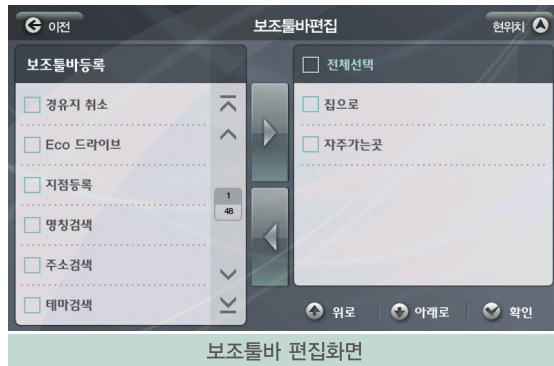 이전
보조툴바편집
현위치
보조툴바등록
전체선택
경유지 취소
Eco 드라이브
지점등록
명칭검색
주소검색
테마검색
1
48
집으로
자주가는곳
위로
아래로
확인
보조툴바 편집화면